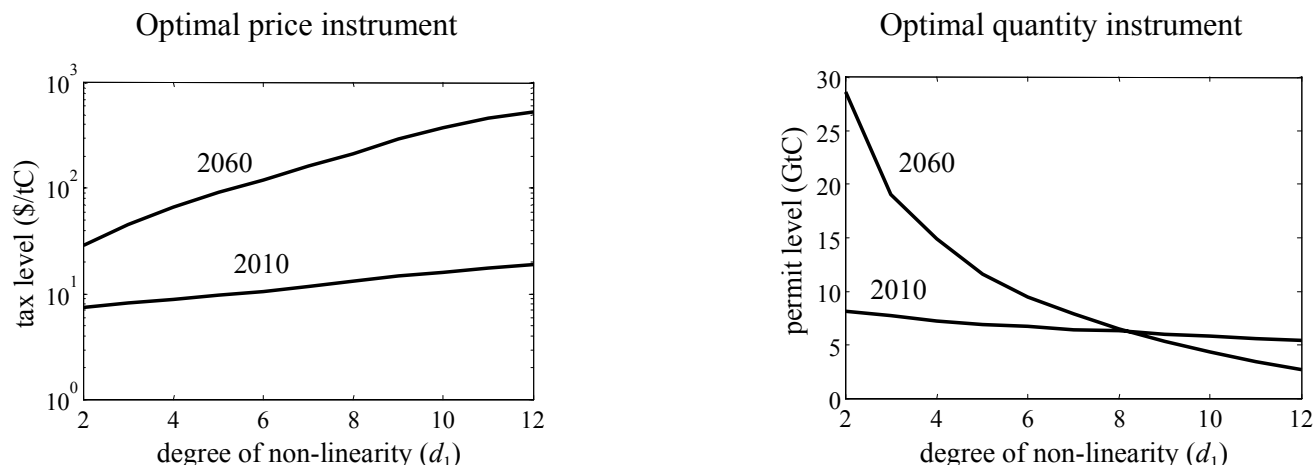 Optimal price instrument
10^3
10^2
10^1
10^0
tax level ($/tC)
2060
2010
2 4 6 8 10 12
degree of non-linearity (d_1)
Optimal quantity instrument
30
25
20
15
10
5
0
permit level (GtC)
2060
2010
2 4 6 8 10 12
degree of non-linearity (d_1)